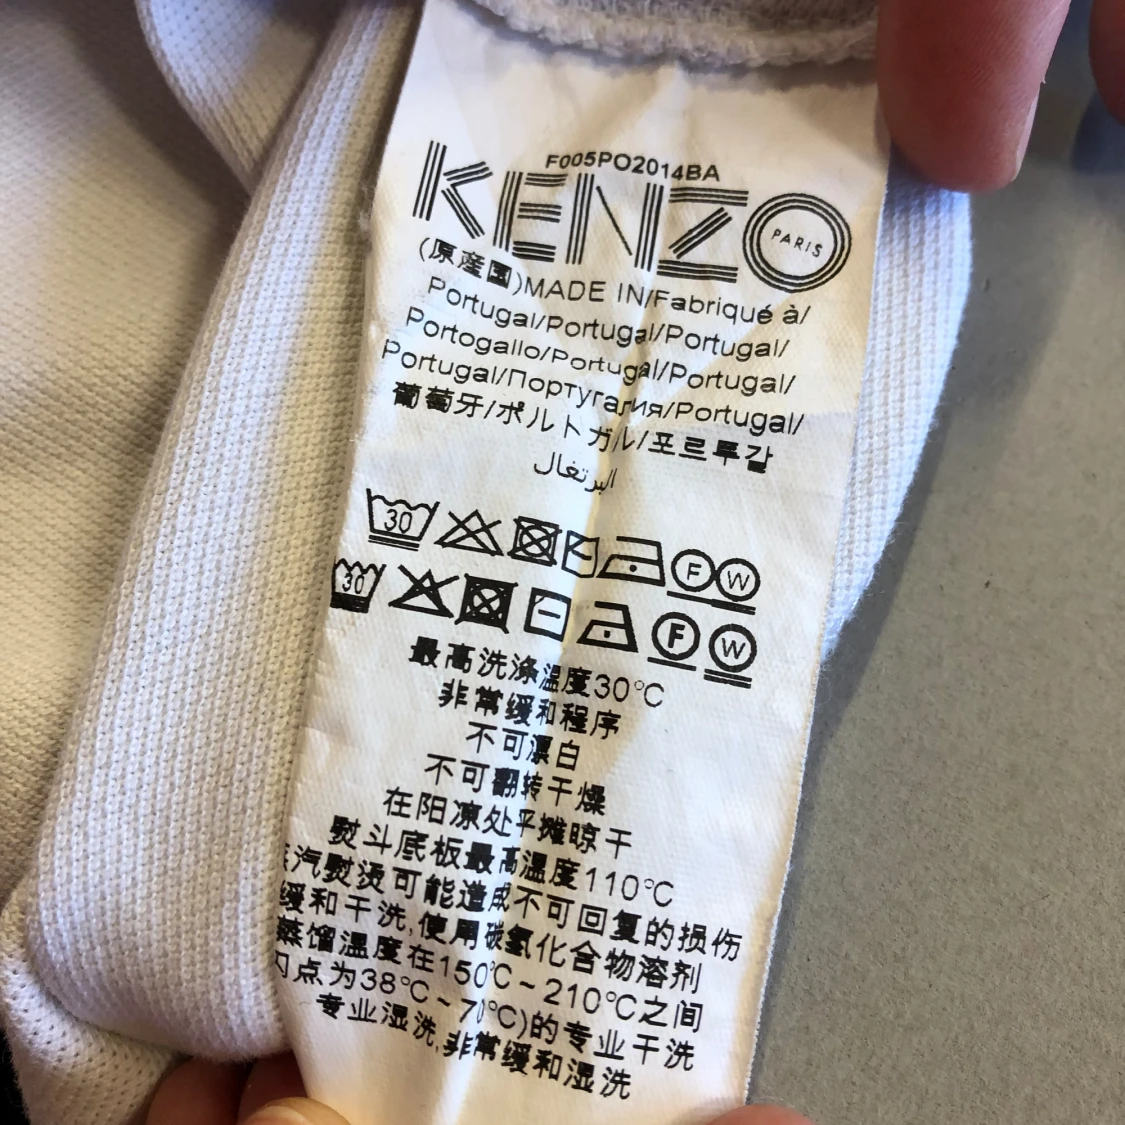 F005PO2014BA
KENZO PARIS
(原産国)MADE IN/Fabriqué à/
Portugal/Portugal/Portugal/
Portogallo/Portugal/Portugal/
Portugal/Португалия/Portugal/
葡萄牙/ポルトガル/포르투갈
البرتغال
30 F W
30 F W
最高洗涤温度30°C
非常缓和程序
不可漂白
不可翻转干燥
在阳凉处平摊晾干
熨斗底板最高温度110°C
蒸汽熨烫可能造成不可回复的损伤
缓和干洗,使用碳氢化合物溶剂
蒸馏温度在150°C~210°C之间
闪点为38°C~70°C)的专业干洗
专业湿洗,非常缓和湿洗